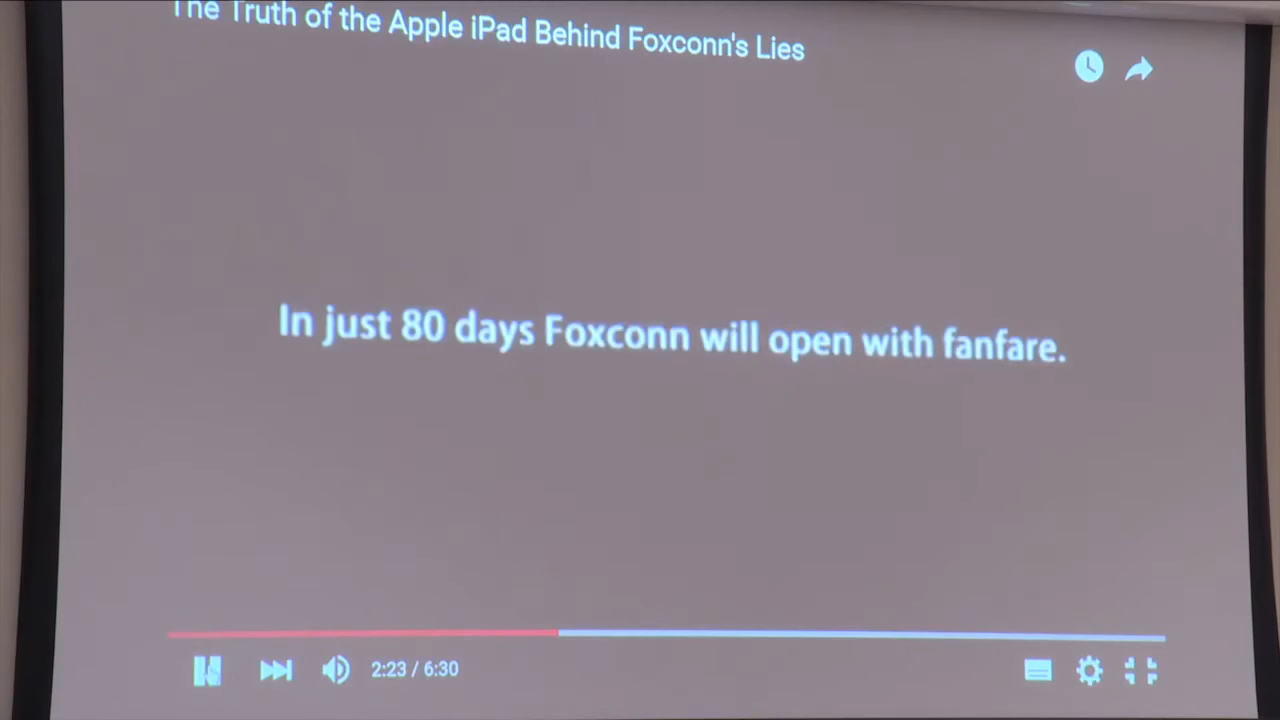 The Truth of the Apple iPad Behind Foxconn's Lies
In just 80 days Foxconn will open with fanfare.
2:23 / 6:30